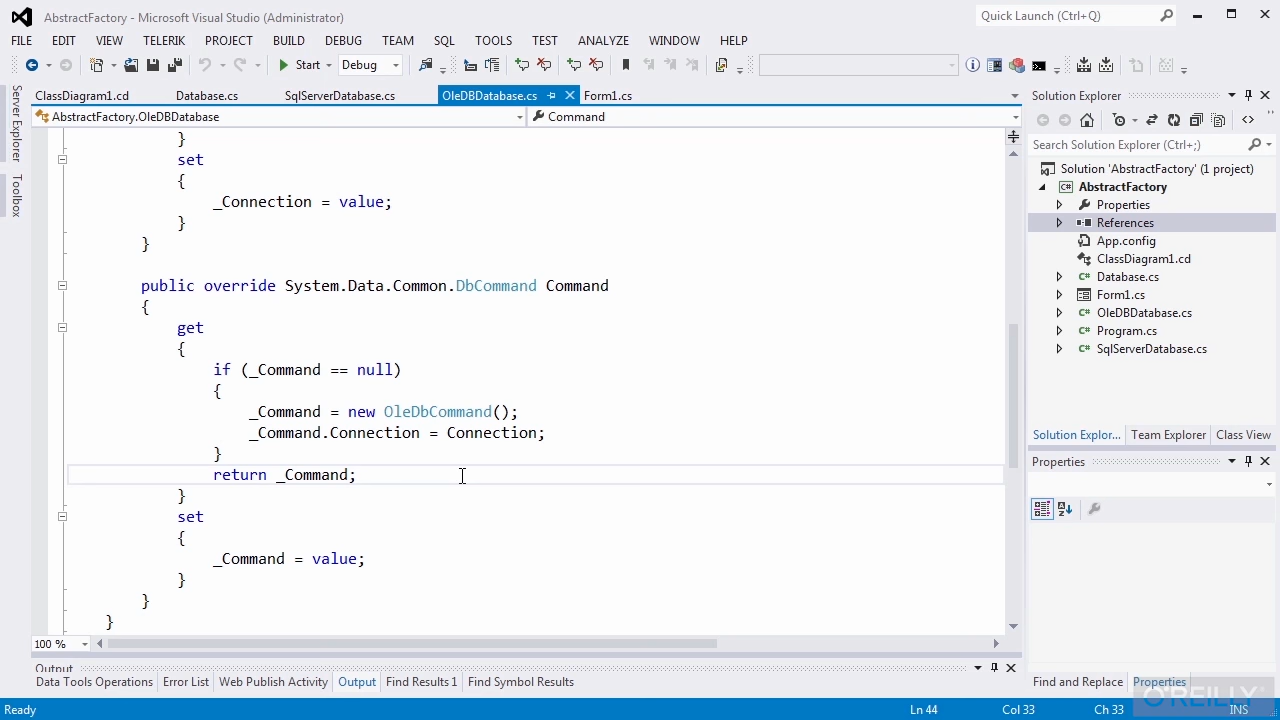 AbstractFactory - Microsoft Visual Studio (Administrator)
Quick Launch (Ctrl+Q)
FILE EDIT VIEW TELERIK PROJECT BUILD DEBUG TEAM SQL TOOLS TEST ANALYZE WINDOW HELP
Start Debug
Server Explorer
Toolbox
ClassDiagram1.cd Database.cs SqlServerDatabase.cs OleDBDatabase.cs Form1.cs
AbstractFactory.OleDBDatabase Command
}
set
{
_Connection = value;
}
}
public override System.Data.Common.DbCommand Command
{
get
{
if (_Command == null)
{
_Command = new OleDbCommand();
_Command.Connection = Connection;
}
return _Command;
}
set
{
_Command = value;
}
}
}
100 %
Output
Data Tools Operations Error List Web Publish Activity Output Find Results 1 Find Symbol Results
Solution Explorer
Search Solution Explorer (Ctrl+;)
Solution 'AbstractFactory' (1 project)
AbstractFactory
Properties
References
App.config
ClassDiagram1.cd
Database.cs
Form1.cs
OleDBDatabase.cs
Program.cs
SqlServerDatabase.cs
Solution Explor... Team Explorer Class View
Properties
Find and Replace Properties
O'REILLY
Ready Ln 44 Col 33 Ch 33 INS